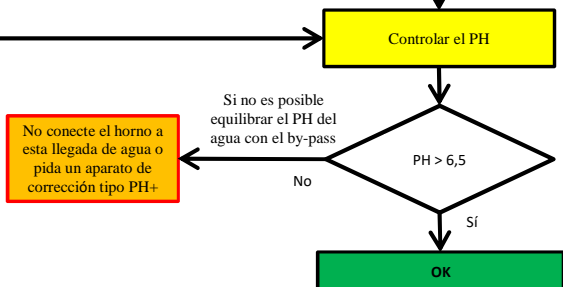 Controlar el PH
Si no es posible
equilibrar el PH del
agua con el by-pass
No conecte el horno a
esta llegada de agua o
pida un aparato de
corrección tipo PH+
PH > 6,5
No
Sí
OK